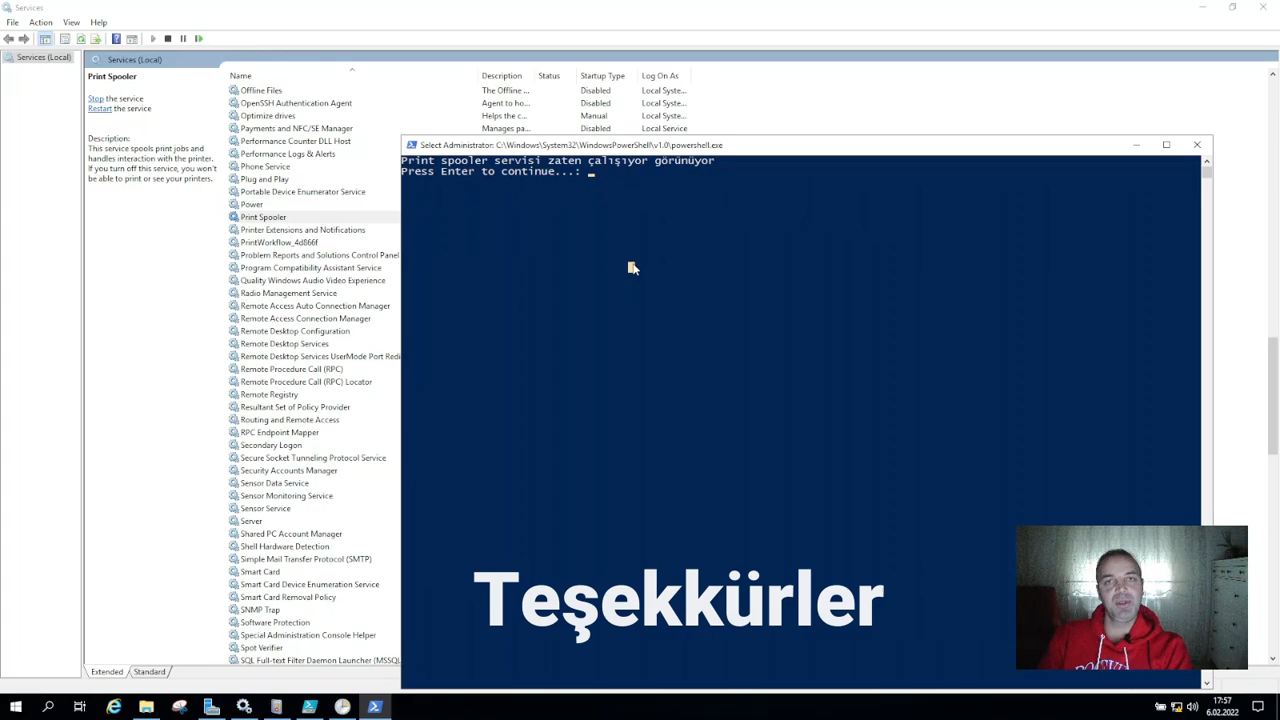 Services
File Action View Help
Services (Local)
Services (Local)
Print Spooler
Stop the service
Restart the service
Description:
This service spools print jobs and
handles interaction with the printer.
If you turn off this service, you won't
be able to print or see your printers.
Name Description Status Startup Type Log On As
Offline Files The Offline ... Disabled Local Syste...
OpenSSH Authentication Agent Agent to ho... Disabled Local Syste...
Optimize drives Helps the c... Manual Local Syste...
Payments and NFC/SE Manager Manages pa... Disabled Local Service
Performance Counter DLL Host
Performance Logs & Alerts
Phone Service
Plug and Play
Portable Device Enumerator Service
Power
Print Spooler
Printer Extensions and Notifications
PrintWorkflow_4d866f
Problem Reports and Solutions Control Panel
Program Compatibility Assistant Service
Quality Windows Audio Video Experience
Radio Management Service
Remote Access Auto Connection Manager
Remote Access Connection Manager
Remote Desktop Configuration
Remote Desktop Services
Remote Desktop Services UserMode Port Redi
Remote Procedure Call (RPC)
Remote Procedure Call (RPC) Locator
Remote Registry
Resultant Set of Policy Provider
Routing and Remote Access
RPC Endpoint Mapper
Secondary Logon
Secure Socket Tunneling Protocol Service
Security Accounts Manager
Sensor Data Service
Sensor Monitoring Service
Sensor Service
Server
Shared PC Account Manager
Shell Hardware Detection
Simple Mail Transfer Protocol (SMTP)
Smart Card
Smart Card Device Enumeration Service
Smart Card Removal Policy
SNMP Trap
Software Protection
Special Administration Console Helper
Spot Verifier
SQL Full-text Filter Daemon Launcher (MSSQL
Extended Standard
Select Administrator: C:\Windows\System32\WindowsPowerShell\v1.0\powershell.exe
Print spooler servisi zaten çalışıyor görünüyor
Press Enter to continue...:
Teşekkürler
17:57
6.02.2022